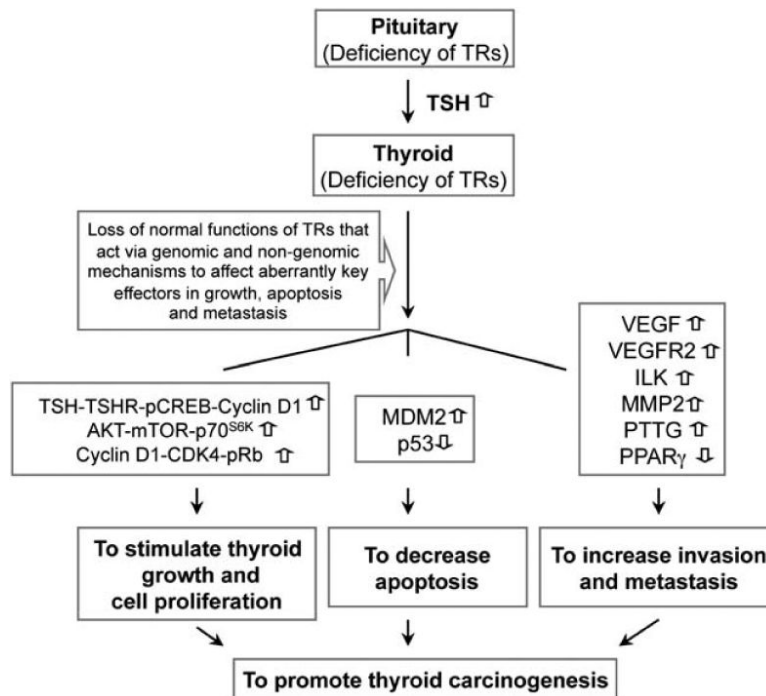 Pituitary
(Deficiency of TRs)
TSH ⇧
Thyroid
(Deficiency of TRs)
Loss of normal functions of TRs that
act via genomic and non-genomic
mechanisms to affect aberrantly key
effectors in growth, apoptosis
and metastasis
TSH-TSHR-pCREB-Cyclin D1 ⇧
AKT-mTOR-p70^S6K ⇧
Cyclin D1-CDK4-pRb ⇧
MDM2 ⇧
p53 ⇩
VEGF ⇧
VEGFR2 ⇧
ILK ⇧
MMP2 ⇧
PTTG ⇧
PPARγ ⇩
To stimulate thyroid
growth and
cell proliferation
To decrease
apoptosis
To increase invasion
and metastasis
To promote thyroid carcinogenesis